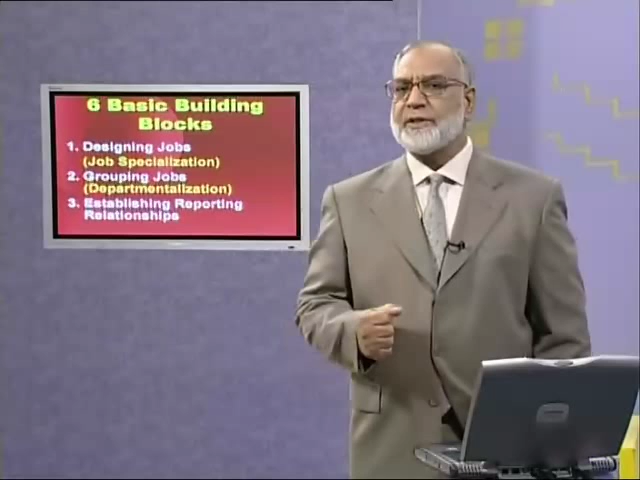 6 Basic Building
Blocks
1. Designing Jobs
(Job Specialization)
2. Grouping Jobs
(Departmentalization)
3. Establishing Reporting
Relationships